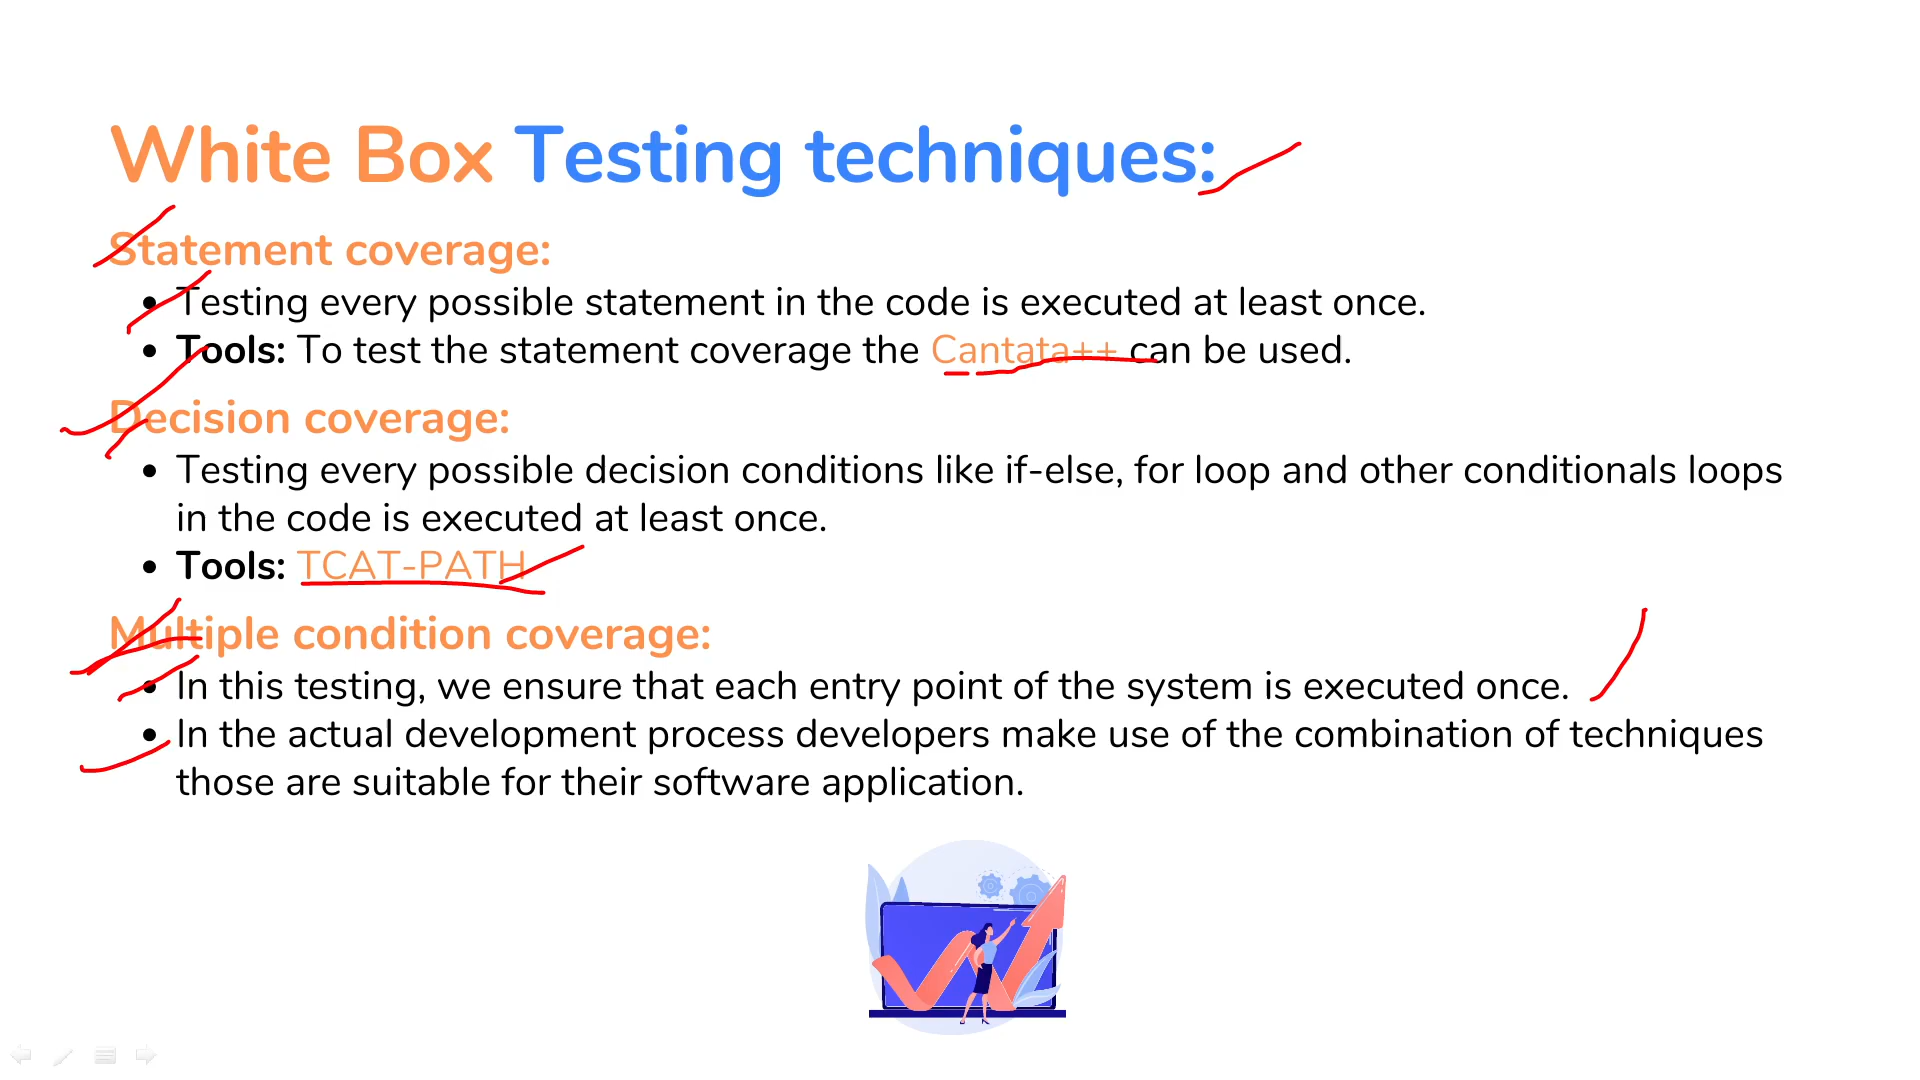 White Box Testing techniques:
Statement coverage:
• Testing every possible statement in the code is executed at least once.
• Tools: To test the statement coverage the Cantata++ can be used.
Decision coverage:
• Testing every possible decision conditions like if-else, for loop and other conditionals loops
in the code is executed at least once.
• Tools: TCAT-PATH
Multiple condition coverage:
• In this testing, we ensure that each entry point of the system is executed once.
• In the actual development process developers make use of the combination of techniques
those are suitable for their software application.